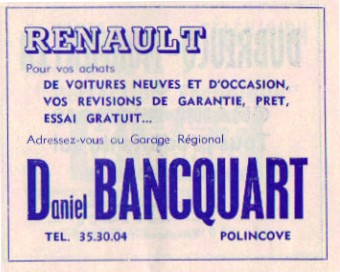 RENAULT
Pour vos achats
DE VOITURES NEUVES ET D'OCCASION,
VOS REVISIONS DE GARANTIE, PRET,
ESSAI GRATUIT...
Adressez-vous au Garage Régional
Daniel BANCQUART
TEL. 35.30.04 POLINCOVE